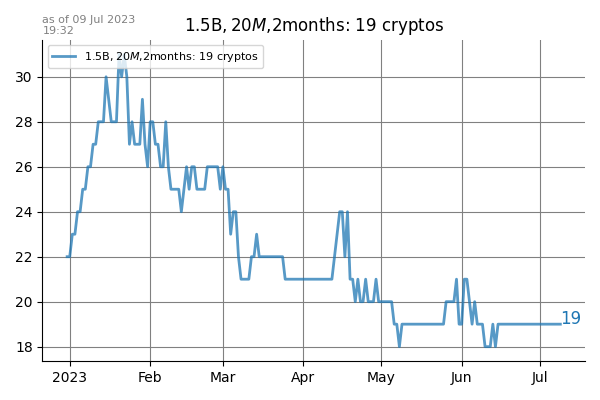 as of 09 Jul 2023
19:32
1.5B, 20M,2months: 19 cryptos
1.5B, 20M,2months: 19 cryptos
30
28
26
24
22
20
18
19
2023 Feb Mar Apr May Jun Jul